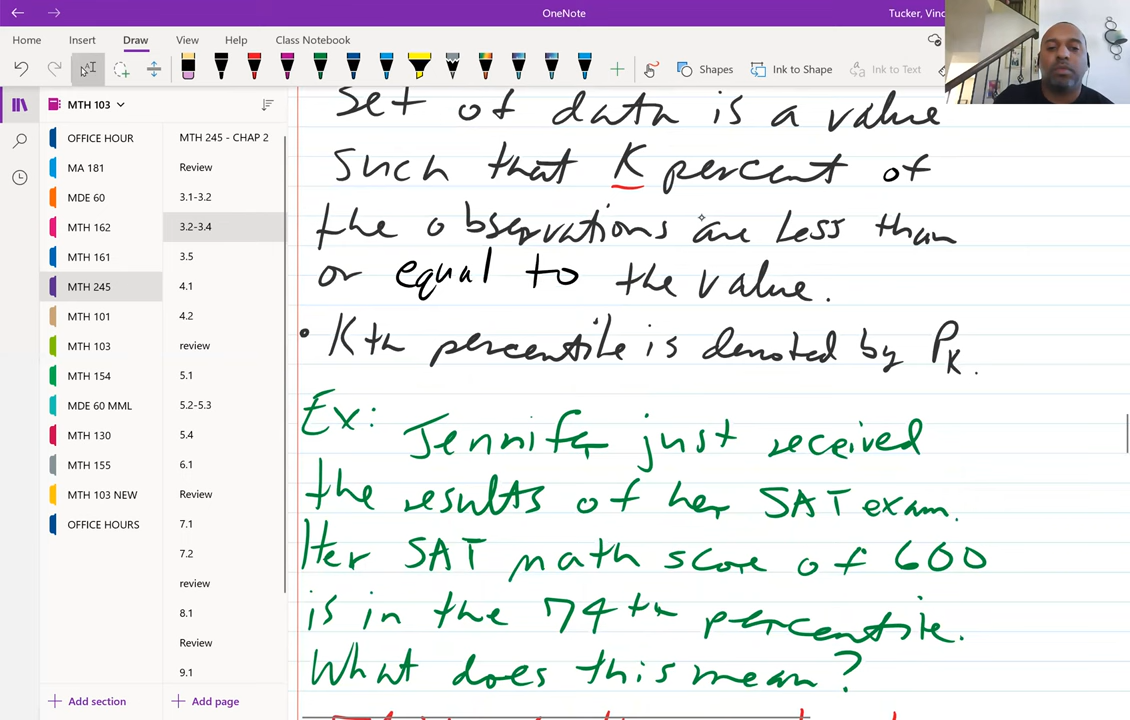 OneNote
Tucker, Vinc
Home
Insert
Draw
View
Help
Class Notebook
Shapes
Ink to Shape
Ink to Text
MTH 103
OFFICE HOUR
MA 181
MDE 60
MTH 162
MTH 161
MTH 245
MTH 101
MTH 103
MTH 154
MDE 60 MML
MTH 130
MTH 155
MTH 103 NEW
OFFICE HOURS
Add section
MTH 245 - CHAP 2
Review
3.1-3.2
3.2-3.4
3.5
4.1
4.2
review
5.1
5.2-5.3
5.4
6.1
Review
7.1
7.2
review
8.1
Review
9.1
Add page
set of data is a value
such that K percent of
the observations are less than
or equal to the value.
• Kth percentile is denoted by PK.
Ex: Jennifer just received
the results of her SAT exam.
Her SAT math score of 600
is in the 74th percentile.
What does this mean?